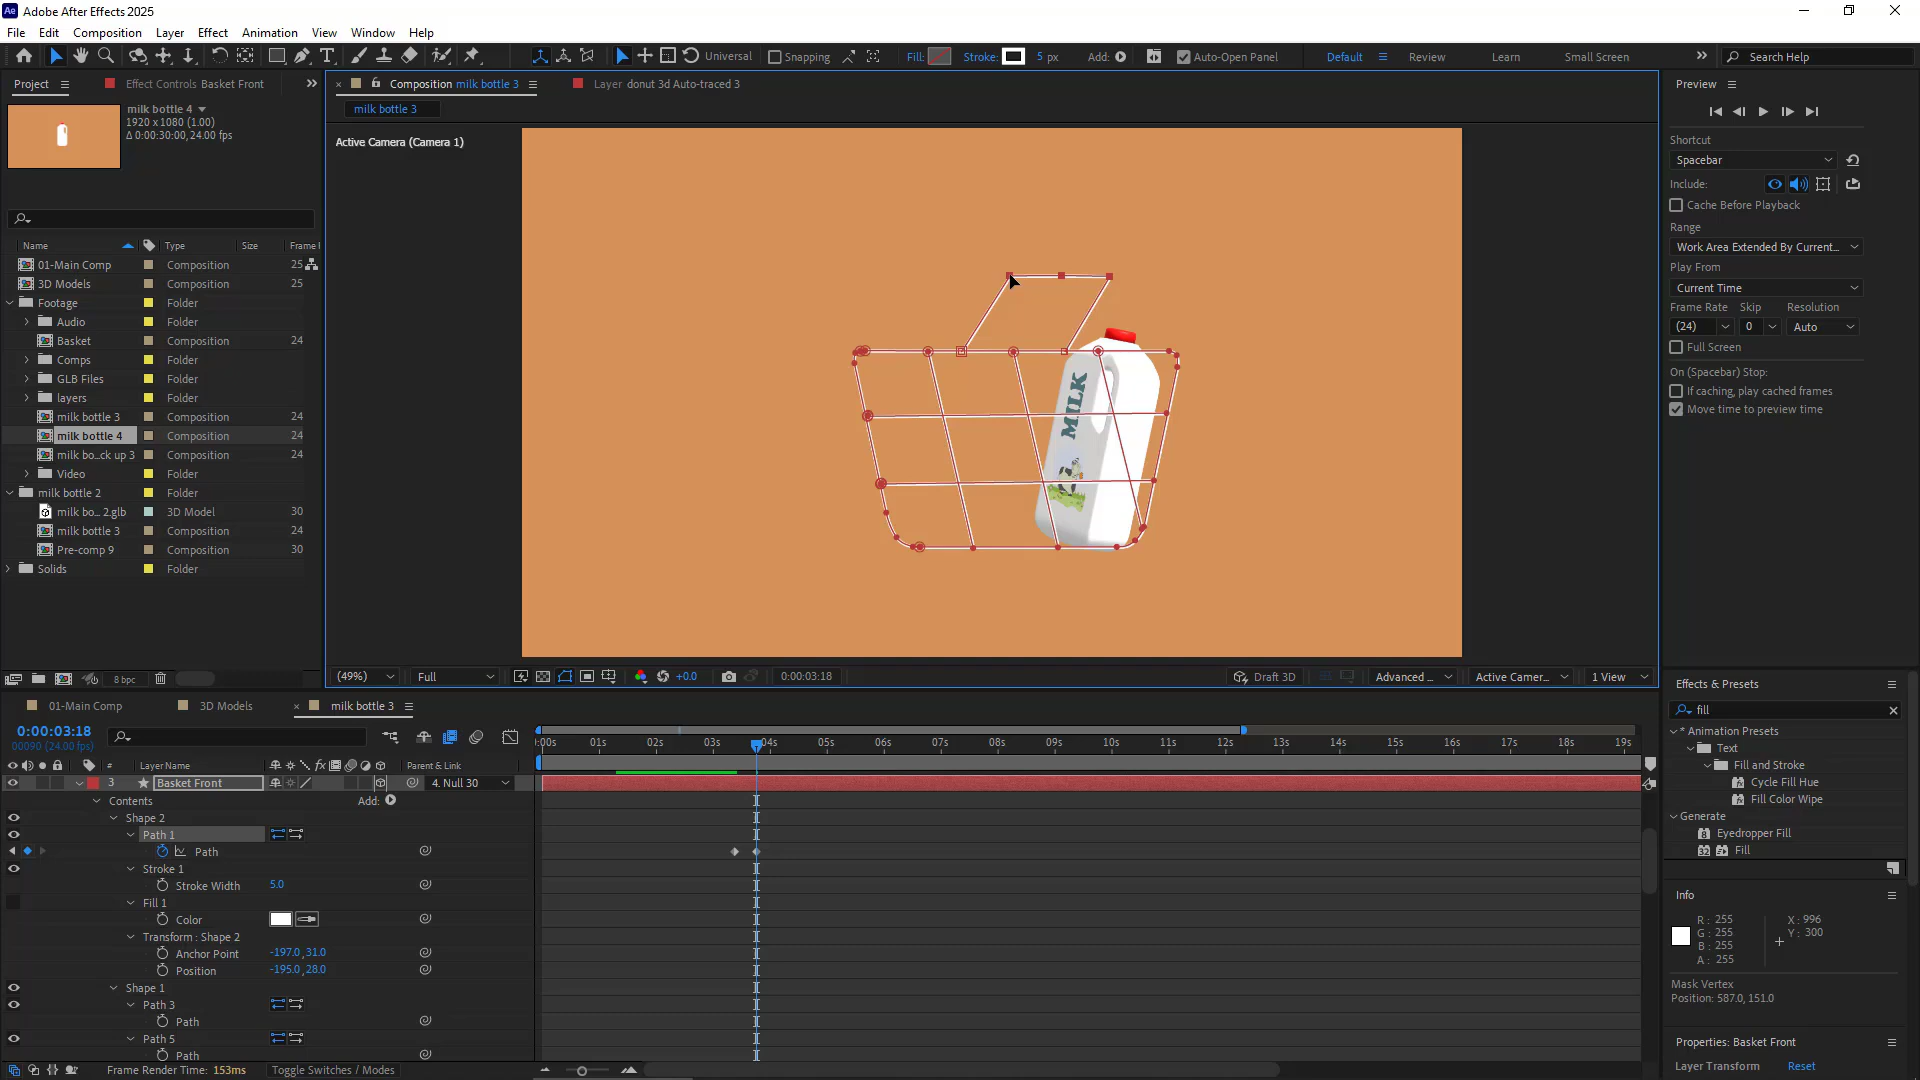 Adobe After Effects 2025
File Edit Composition Layer Effect Animation View Window Help
Universal Snapping Fill: Stroke: 5 px Add: Auto-Open Panel Default Review Learn Small Screen Search Help
Project Effect Controls Basket Front
milk bottle 4
1920 x 1080 (1.00)
Δ 0:00:30:00, 24.00 fps
Name Type Size Frame
01-Main Comp Composition 25
3D Models Composition 25
Footage Folder
Audio Folder
Basket Composition 24
Comps Folder
GLB Files Folder
layers Folder
milk bottle 3 Composition 24
milk bottle 4 Composition 24
milk bo...ck up 3 Composition 24
Video Folder
milk bottle 2 Folder
milk bo... 2.glb 3D Model 30
milk bottle 3 Composition 24
Pre-comp 9 Composition 30
Solids Folder
8 bpc
Composition milk bottle 3 Layer donut 3d Auto-traced 3
milk bottle 3
Active Camera (Camera 1)
MILK
(49%) Full +0.0 0:00:03:18 Draft 3D Advanced ... Active Camer... 1 View
Preview
Shortcut
Spacebar
Include:
Cache Before Playback
Range
Work Area Extended By Current...
Play From
Current Time
Frame Rate Skip Resolution
(24) 0 Auto
Full Screen
On (Spacebar) Stop:
If caching, play cached frames
Move time to preview time
Effects & Presets
fill
* Animation Presets
Text
Fill and Stroke
Cycle Fill Hue
Fill Color Wipe
Generate
Eyedropper Fill
Fill
Info
R: 255
G: 255
B: 255
A: 255
X: 996
Y: 300
Mask Vertex
Position: 587.0, 151.0
Properties: Basket Front
Layer Transform Reset
01-Main Comp 3D Models milk bottle 3
0:00:03:18
00090 (24.00 fps)
:00s 01s 02s 03s 04s 05s 06s 07s 08s 09s 10s 11s 12s 13s 14s 15s 16s 17s 18s 19s
# Layer Name Parent & Link
3 Basket Front 4. Null 30
Contents Add:
Shape 2
Path 1
Path
Stroke 1
Stroke Width 5.0
Fill 1
Color
Transform : Shape 2
Anchor Point -197.0,31.0
Position -195.0,28.0
Shape 1
Path 3
Path
Path 5
Path
Frame Render Time: 153ms Toggle Switches / Modes